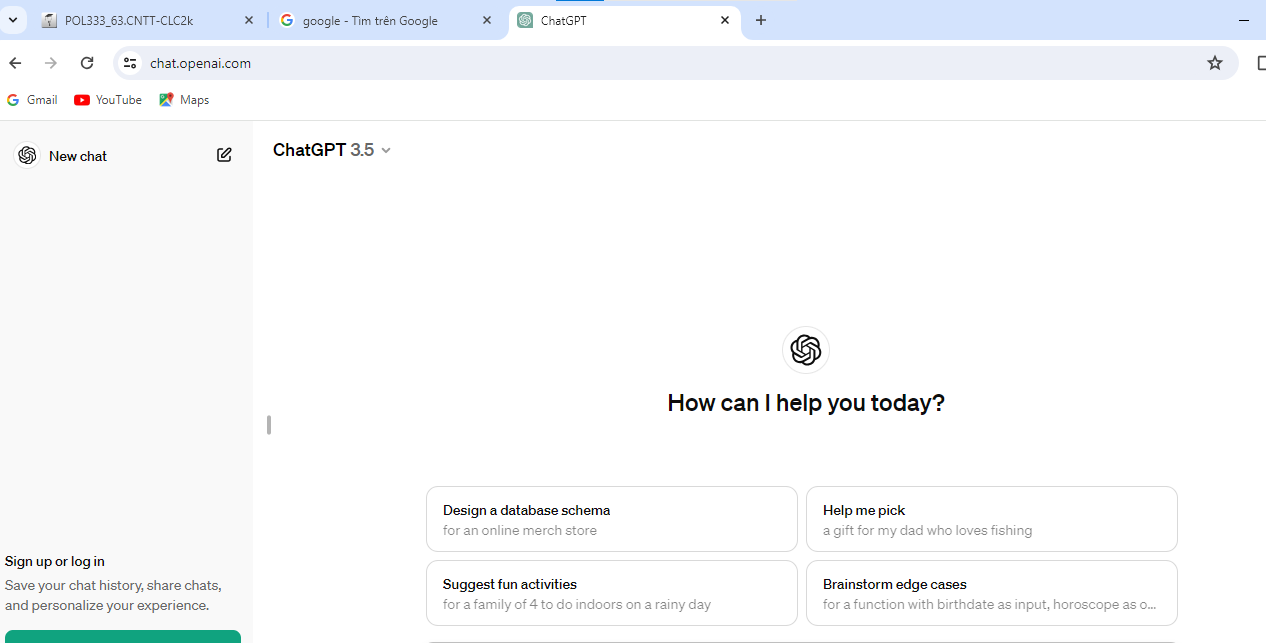 POL333_63.CNTT-CLC2k
google - Tìm trên Google
ChatGPT
chat.openai.com
Gmail
YouTube
Maps
New chat
ChatGPT 3.5
How can I help you today?
Design a database schema
for an online merch store
Help me pick
a gift for my dad who loves fishing
Suggest fun activities
for a family of 4 to do indoors on a rainy day
Brainstorm edge cases
for a function with birthdate as input, horoscope as o...
Sign up or log in
Save your chat history, share chats,
and personalize your experience.